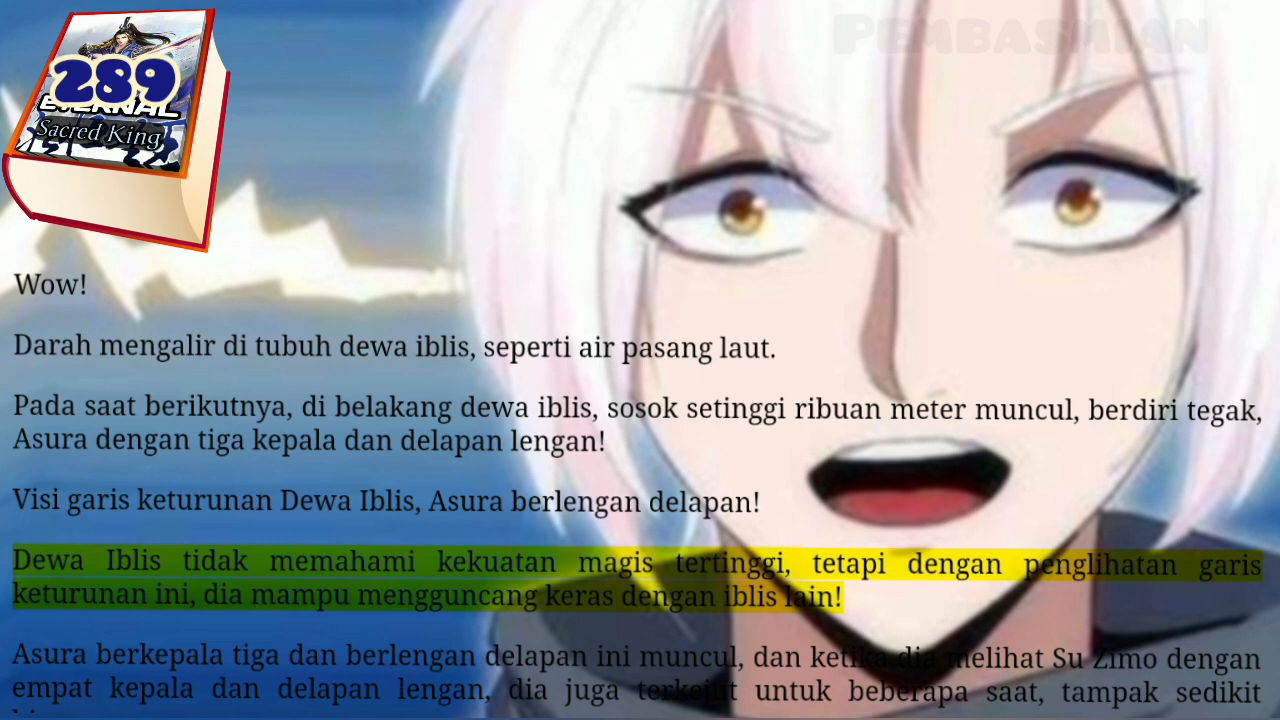 PEMBASMIAN
289
ETERNAL
Sacred King
Wow!
Darah mengalir di tubuh dewa iblis, seperti air pasang laut.
Pada saat berikutnya, di belakang dewa iblis, sosok setinggi ribuan meter muncul, berdiri tegak,
Asura dengan tiga kepala dan delapan lengan!
Visi garis keturunan Dewa Iblis, Asura berlengan delapan!
Dewa Iblis tidak memahami kekuatan magis tertinggi, tetapi dengan penglihatan garis
keturunan ini, dia mampu mengguncang keras dengan iblis lain!
Asura berkepala tiga dan berlengan delapan ini muncul, dan ketika dia melihat Su Zimo dengan
empat kepala dan delapan lengan, dia juga terkejut untuk beberapa saat, tampak sedikit